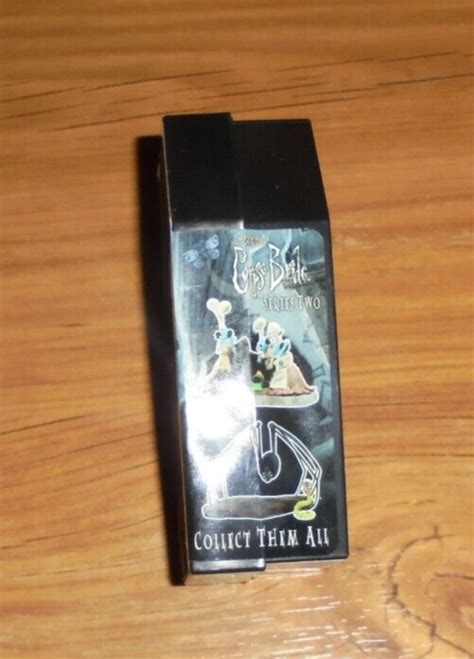 Corpse Bride
Series Two
Collect Them All